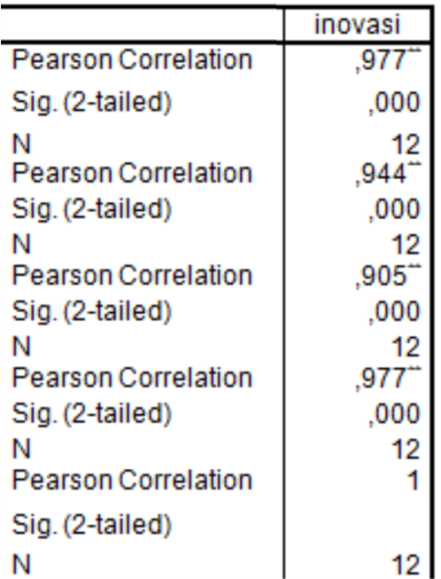 inovasi
Pearson Correlation ,977**
Sig. (2-tailed) ,000
N 12
Pearson Correlation ,944**
Sig. (2-tailed) ,000
N 12
Pearson Correlation ,905**
Sig. (2-tailed) ,000
N 12
Pearson Correlation ,977**
Sig. (2-tailed) ,000
N 12
Pearson Correlation 1
Sig. (2-tailed)
N 12